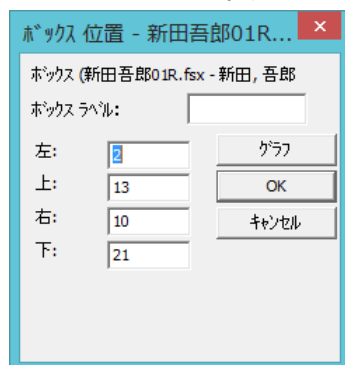 ボックス 位置 - 新田吾郎01R...
ボックス (新田吾郎01R.fsx - 新田, 吾郎
ボックス ラベル:
左: 2 グラフ
上: 13 OK
右: 10 キャンセル
下: 21